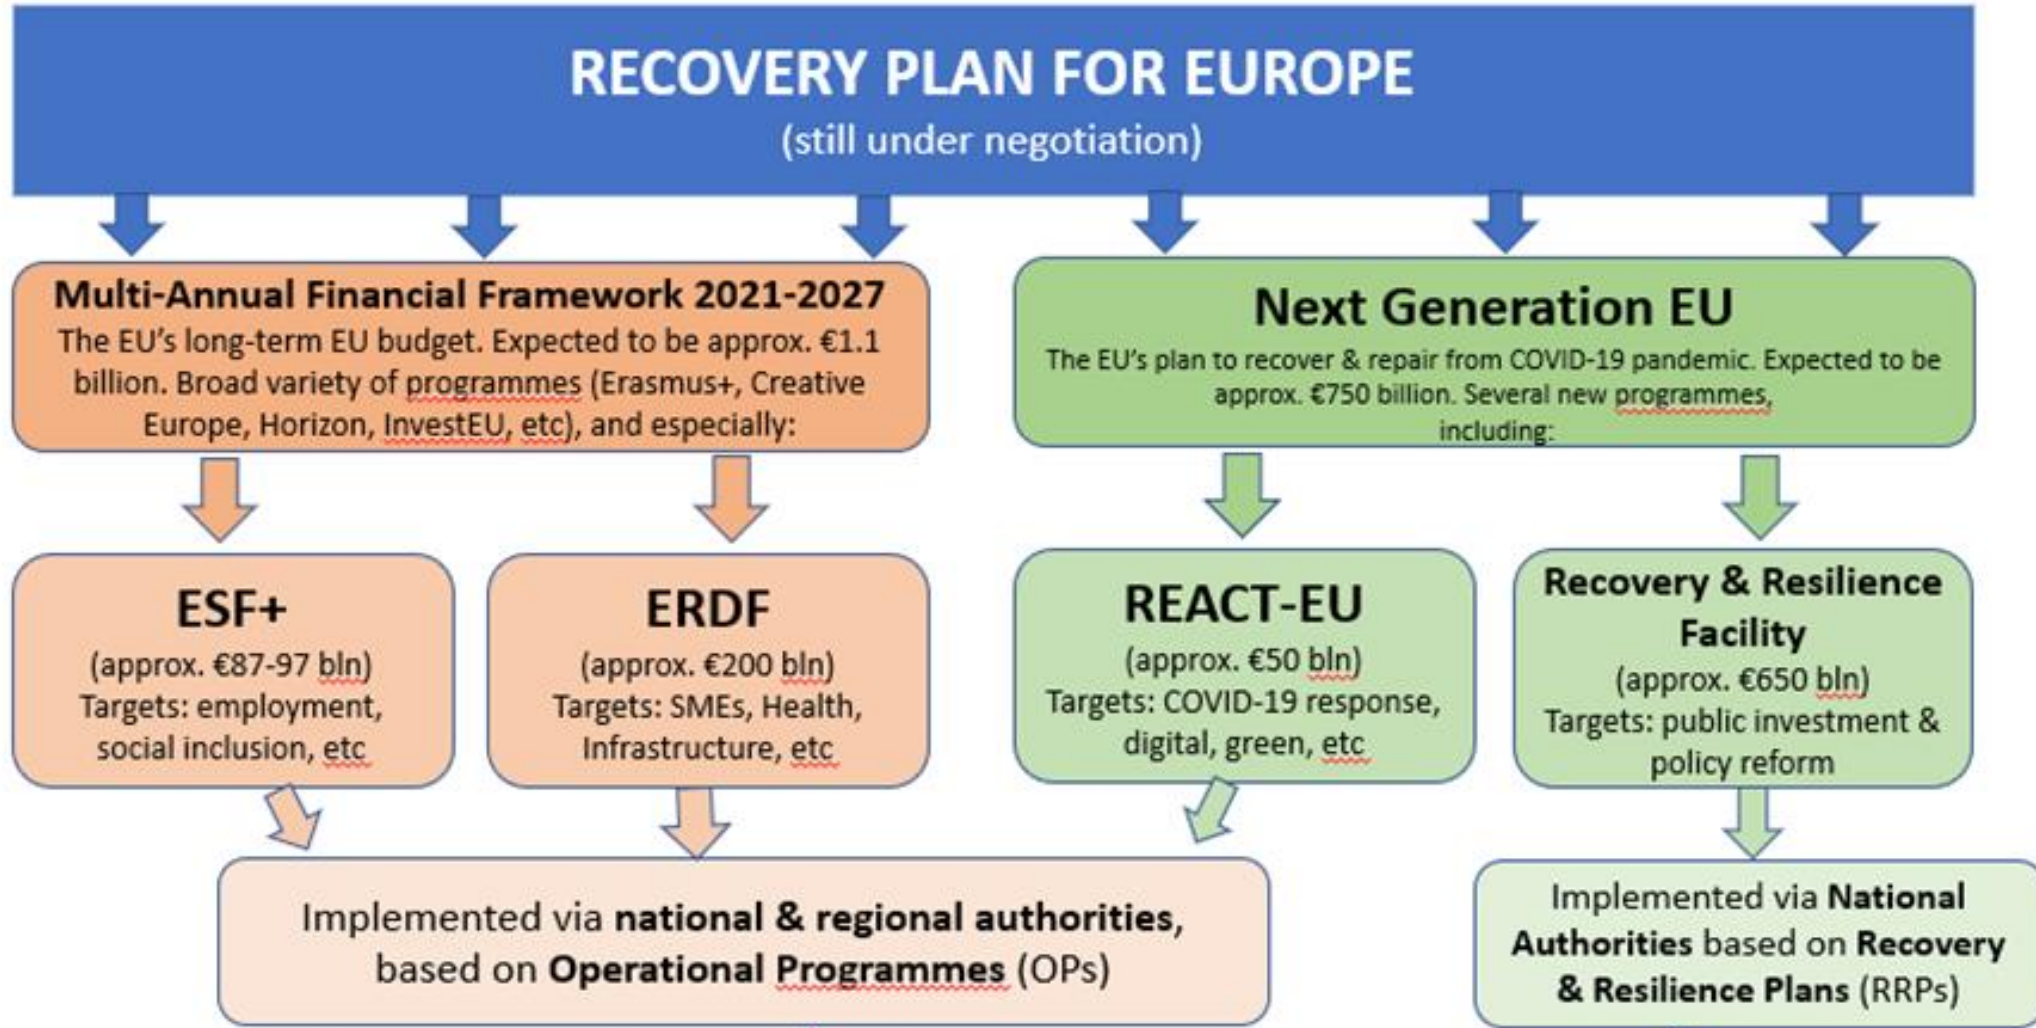 RECOVERY PLAN FOR EUROPE
(still under negotiation)
Multi-Annual Financial Framework 2021-2027
The EU's long-term EU budget. Expected to be approx. €1.1
billion. Broad variety of programmes (Erasmus+, Creative
Europe, Horizon, InvestEU, etc), and especially:
Next Generation EU
The EU's plan to recover & repair from COVID-19 pandemic. Expected to be
approx. €750 billion. Several new programmes,
including:
ESF+
(approx. €87-97 bln)
Targets: employment,
social inclusion, etc
ERDF
(approx. €200 bln)
Targets: SMEs, Health,
Infrastructure, etc
REACT-EU
(approx. €50 bln)
Targets: COVID-19 response,
digital, green, etc
Recovery & Resilience
Facility
(approx. €650 bln)
Targets: public investment &
policy reform
Implemented via national & regional authorities,
based on Operational Programmes (OPs)
Implemented via National
Authorities based on Recovery
& Resilience Plans (RRPs)